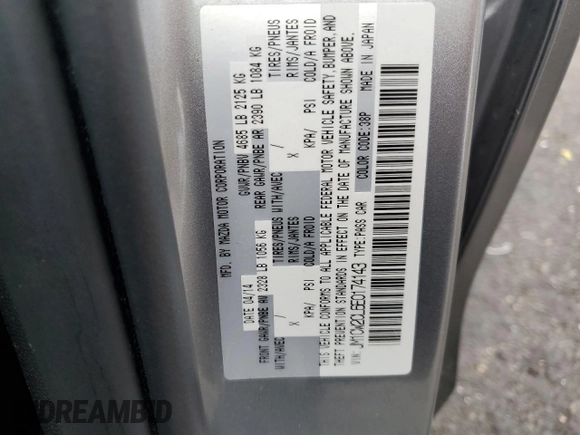 MFD. BY MAZDA MOTOR CORPORATION
DATE 04/14 GVWR/PNBV 4685 LB 2125 KG
FRONT GAWR/PNBE AV 2328 LB 1056 KG REAR GAWR/PNBE AR 2390 LB 1084 KG
WITH/AVEC TIRES/PNEUS WITH/AVEC TIRES/PNEUS
X RIMS/JANTES X RIMS/JANTES
KPA/ PSI COLD/A FROID KPA/ PSI COLD/A FROID
THIS VEHICLE CONFORMS TO ALL APPLICABLE FEDERAL MOTOR VEHICLE SAFETY, BUMPER, AND
THEFT PREVENTION STANDARDS IN EFFECT ON THE DATE OF MANUFACTURE SHOWN ABOVE.
VIN: JM1CW2CL5E0174143 TYPE:PASS CAR COLOR CODE:38P MADE IN JAPAN
DREAMBID